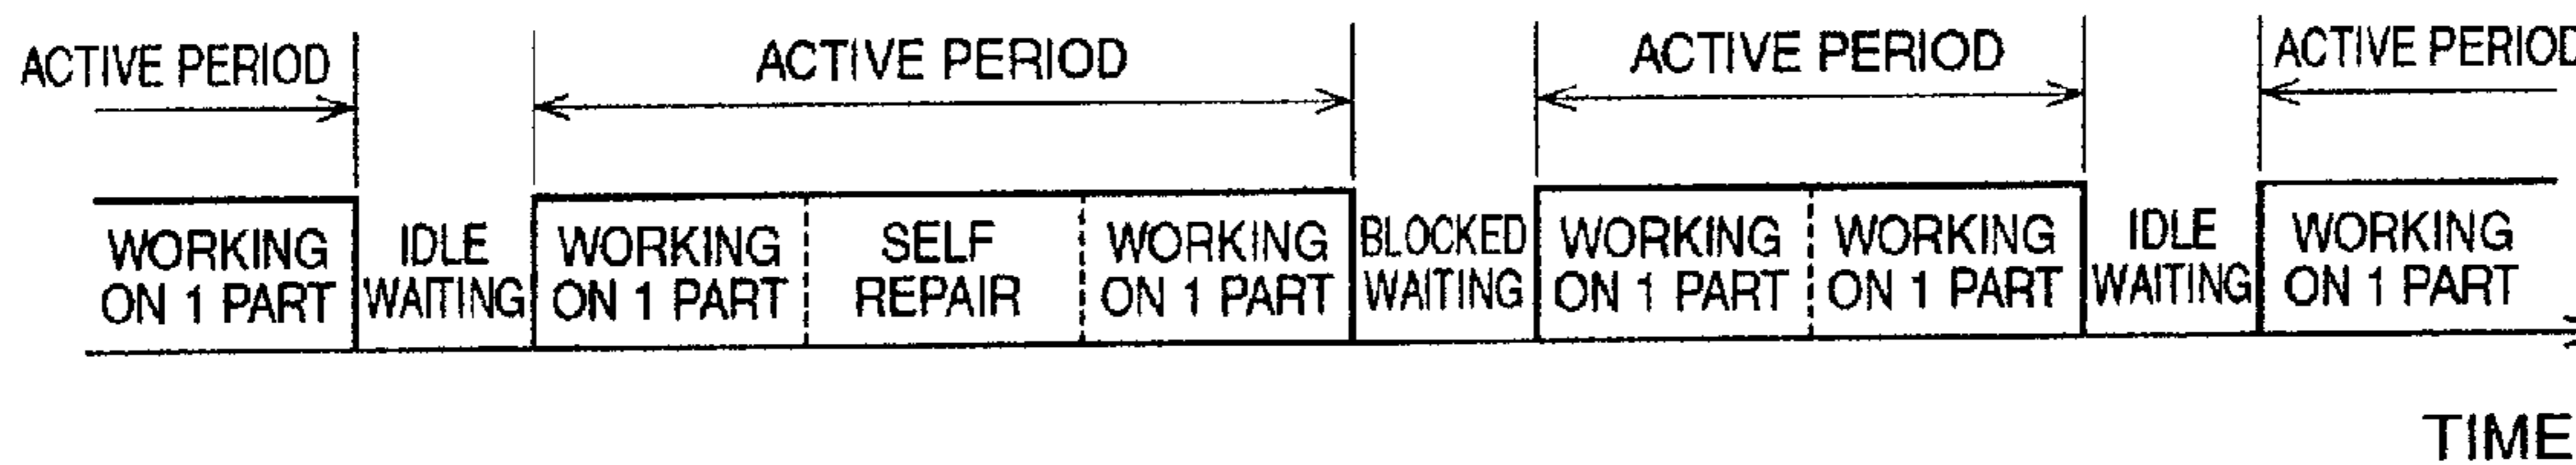 ACTIVE PERIOD
ACTIVE PERIOD
ACTIVE PERIOD
ACTIVE PERIOD
WORKING
ON 1 PART
IDLE
WAITING
WORKING
ON 1 PART
SELF
REPAIR
WORKING
ON 1 PART
BLOCKED
WAITING
WORKING
ON 1 PART
WORKING
ON 1 PART
IDLE
WAITING
WORKING
ON 1 PART
TIME